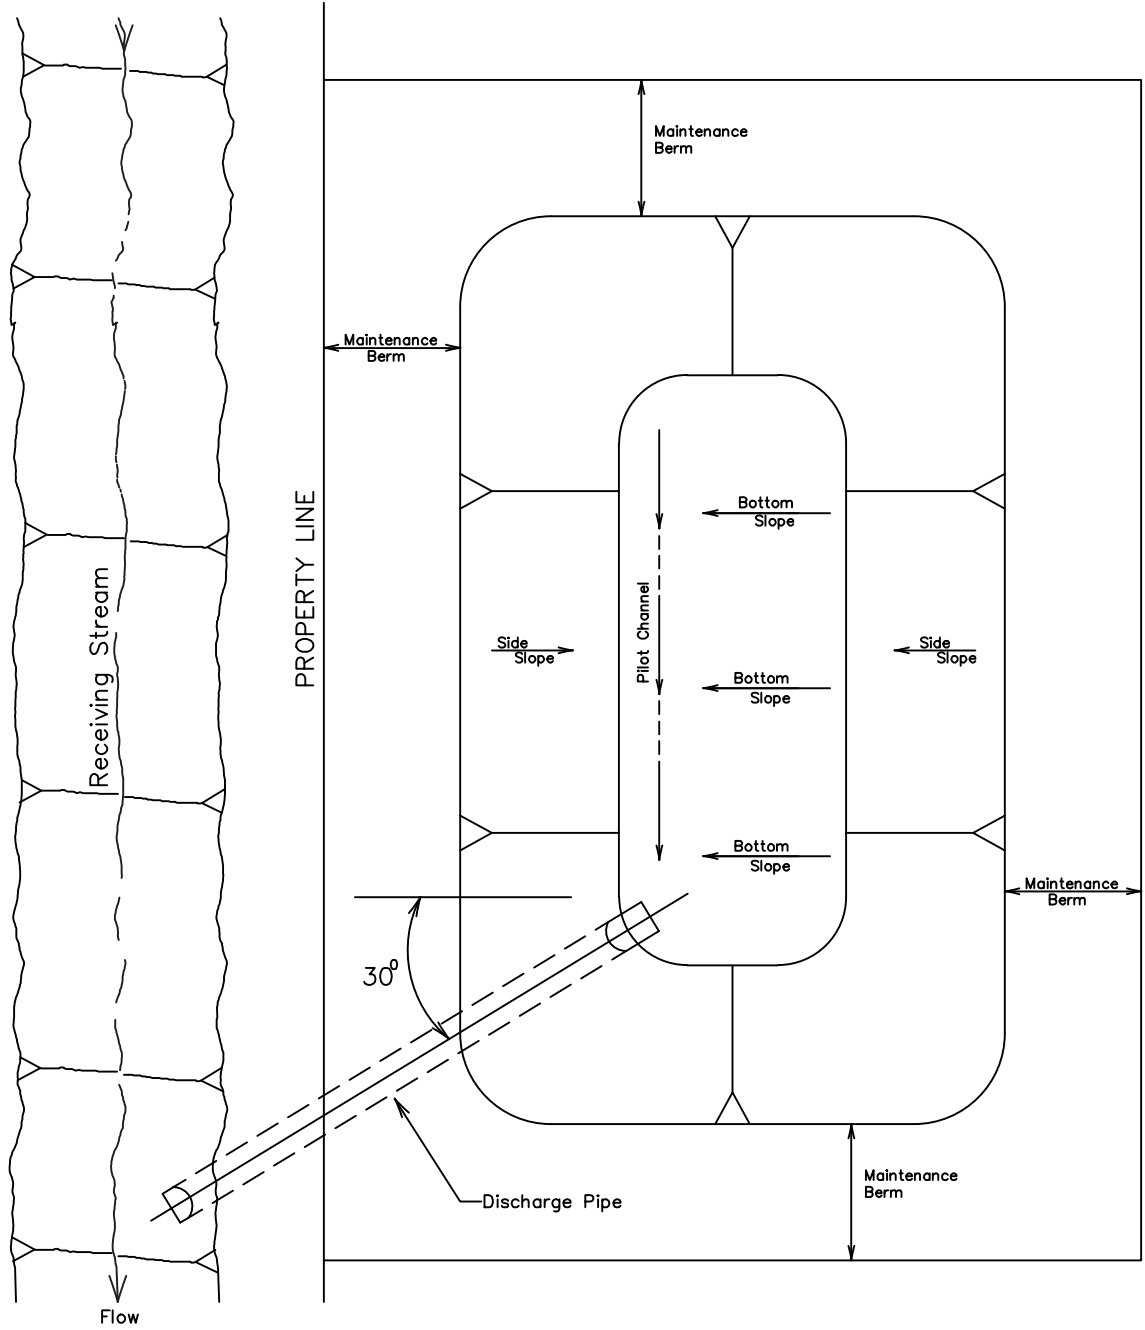 Maintenance
Berm
Maintenance
Berm
PROPERTY LINE
Bottom
Slope
Receiving Stream
Pilot Channel
Side
Slope
Side
Slope
Bottom
Slope
Bottom
Slope
Maintenance
Berm
30⁰
Maintenance
Berm
Discharge Pipe
Flow